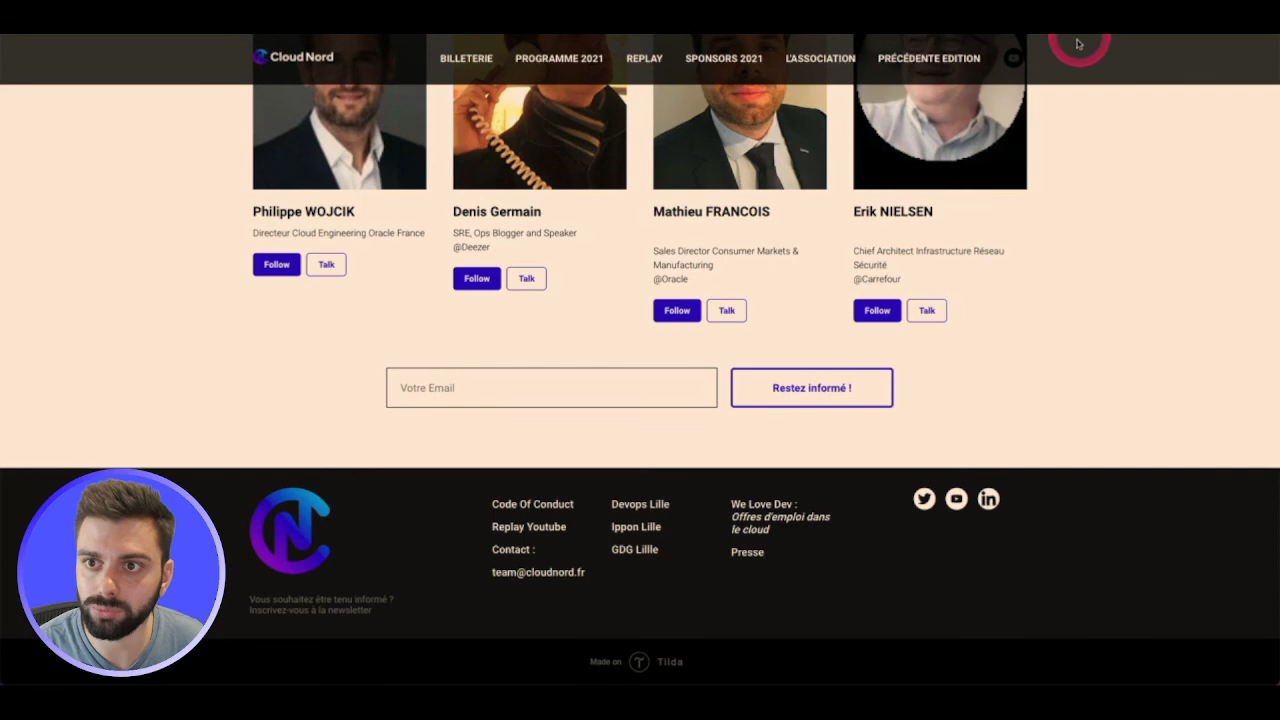 Cloud Nord
BILLETERIE PROGRAMME 2021 REPLAY SPONSORS 2021 L'ASSOCIATION PRÉCÉDENTE EDITION
Philippe WOJCIK
Directeur Cloud Engineering Oracle France
Follow Talk
Denis Germain
SRE, Ops Blogger and Speaker
@Deezer
Follow Talk
Mathieu FRANCOIS
Sales Director Consumer Markets &
Manufacturing
@Oracle
Follow Talk
Erik NIELSEN
Chief Architect Infrastructure Réseau
Sécurité
@Carrefour
Follow Talk
Votre Email
Restez informé !
Vous souhaitez être tenu informé ?
Inscrivez-vous à la newsletter
Code Of Conduct
Replay Youtube
Contact :
team@cloudnord.fr
Devops Lille
Ippon Lille
GDG Lillle
We Love Dev :
Offres d'emploi dans
le cloud
Presse
Made on Tilda